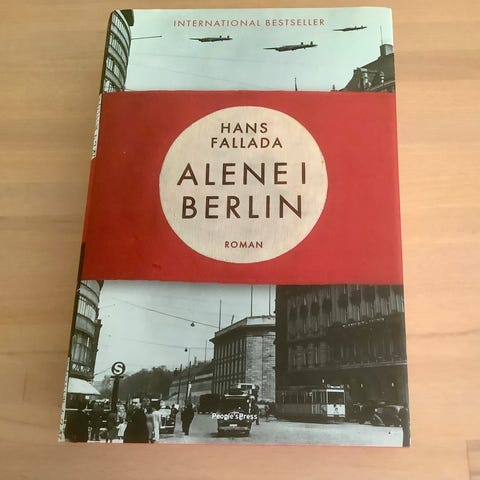 INTERNATIONAL BESTSELLER
HANS
FALLADA
ALENE I
BERLIN
ROMAN
S
People'sPress